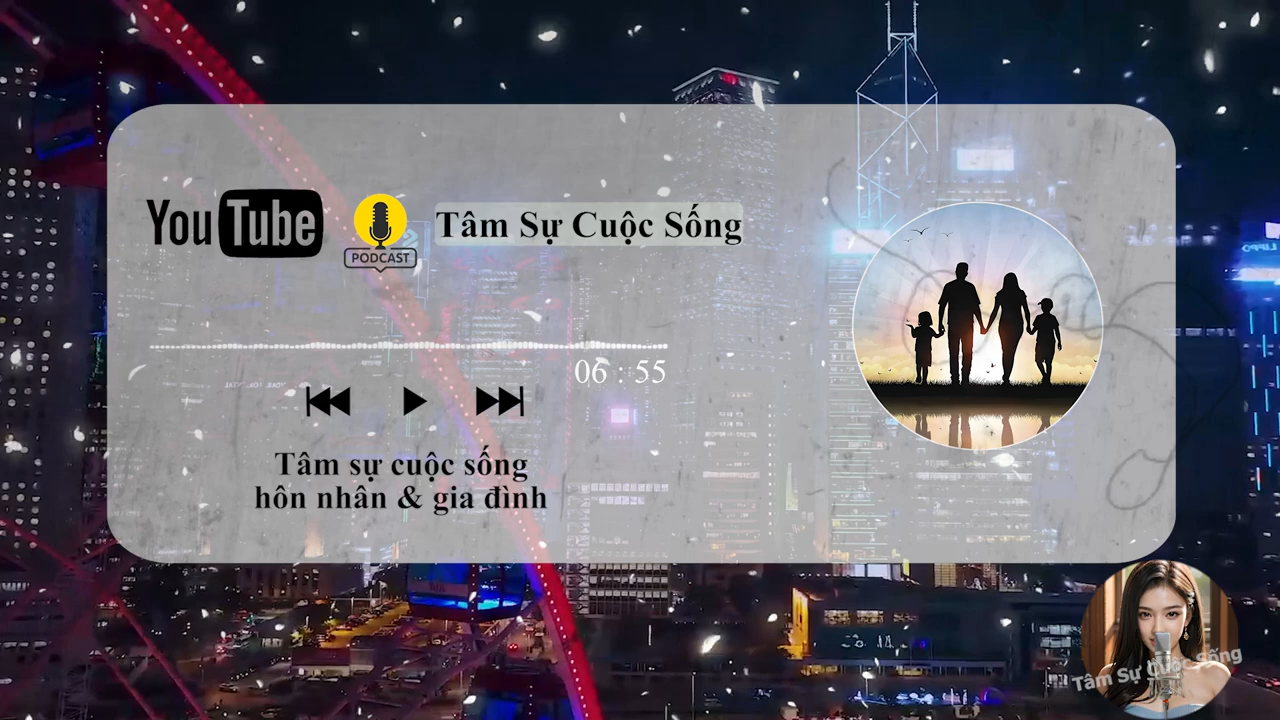 YouTube
PODCAST
Tâm Sự Cuộc Sống
06 : 55
Tâm sự cuộc sống
hôn nhân & gia đình
Tâm Sự Cuộc Sống